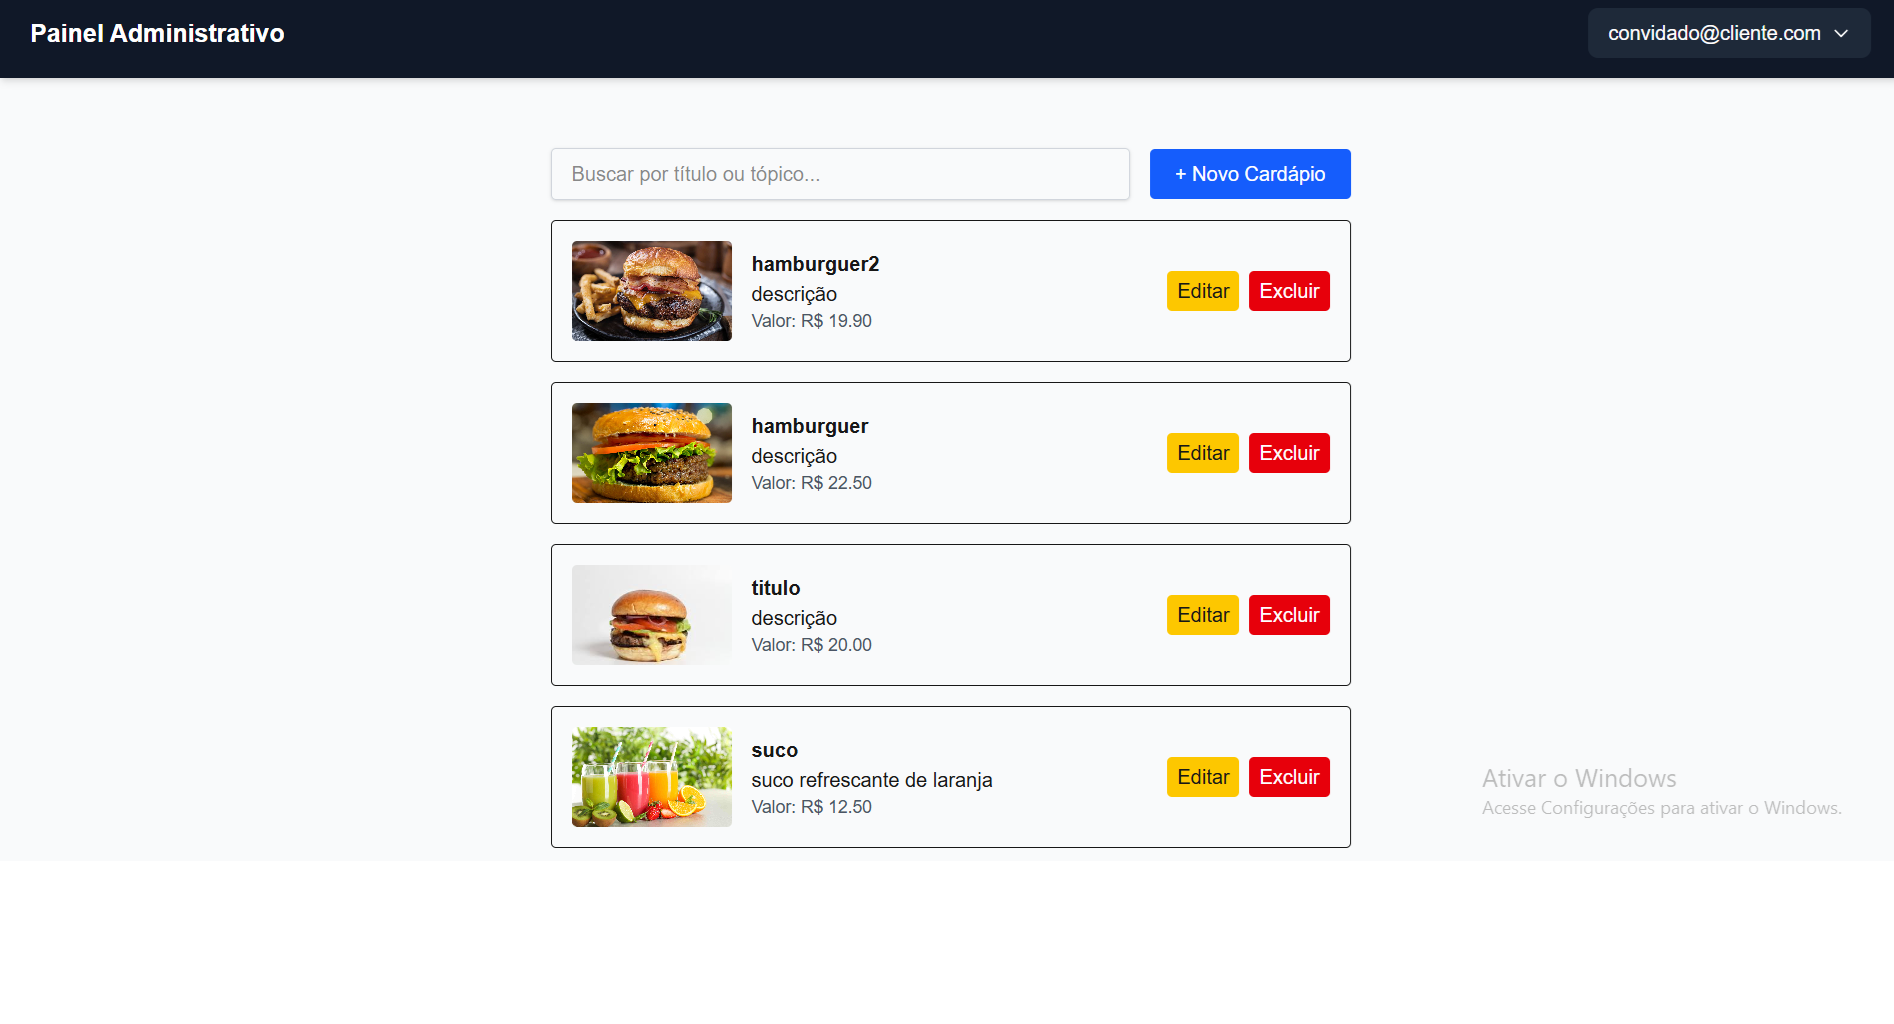 Painel Administrativo
convidado@cliente.com
Buscar por título ou tópico...
+ Novo Cardápio
hamburguer2
descrição
Valor: R$ 19.90
Editar
Excluir
hamburguer
descrição
Valor: R$ 22.50
Editar
Excluir
titulo
descrição
Valor: R$ 20.00
Editar
Excluir
suco
suco refrescante de laranja
Valor: R$ 12.50
Editar
Excluir
Ativar o Windows
Acesse Configurações para ativar o Windows.